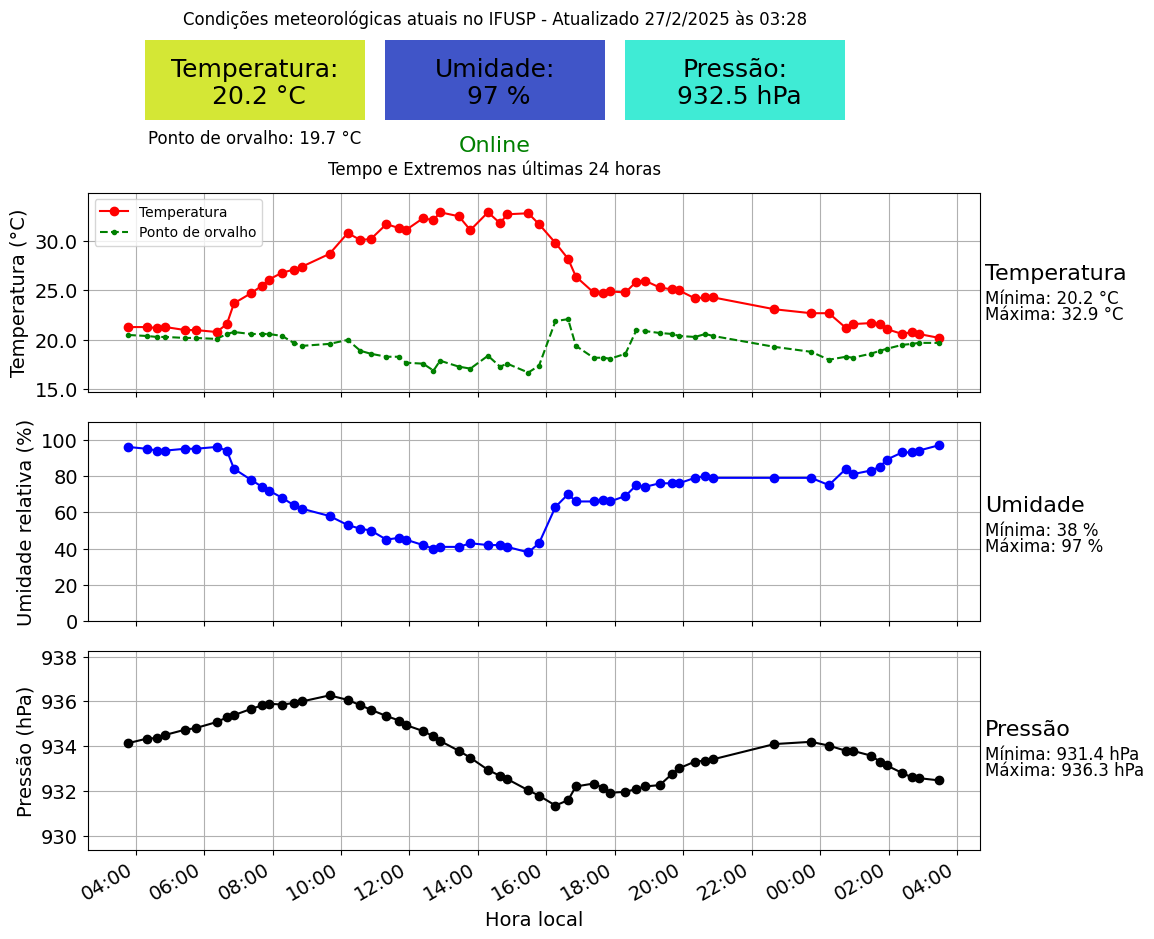 Condições meteorológicas atuais no IFUSP - Atualizado 27/2/2025 às 03:28
Temperatura:
20.2 °C
Umidade:
97 %
Pressão:
932.5 hPa
Ponto de orvalho: 19.7 °C
Online
Tempo e Extremos nas últimas 24 horas
Temperatura (°C)
30.0
25.0
20.0
15.0
Temperatura
Ponto de orvalho
Temperatura
Mínima: 20.2 °C
Máxima: 32.9 °C
Umidade relativa (%)
100
80
60
40
20
0
Umidade
Mínima: 38 %
Máxima: 97 %
Pressão (hPa)
938
936
934
932
930
Pressão
Mínima: 931.4 hPa
Máxima: 936.3 hPa
04:00 06:00 08:00 10:00 12:00 14:00 16:00 18:00 20:00 22:00 00:00 02:00 04:00
Hora local